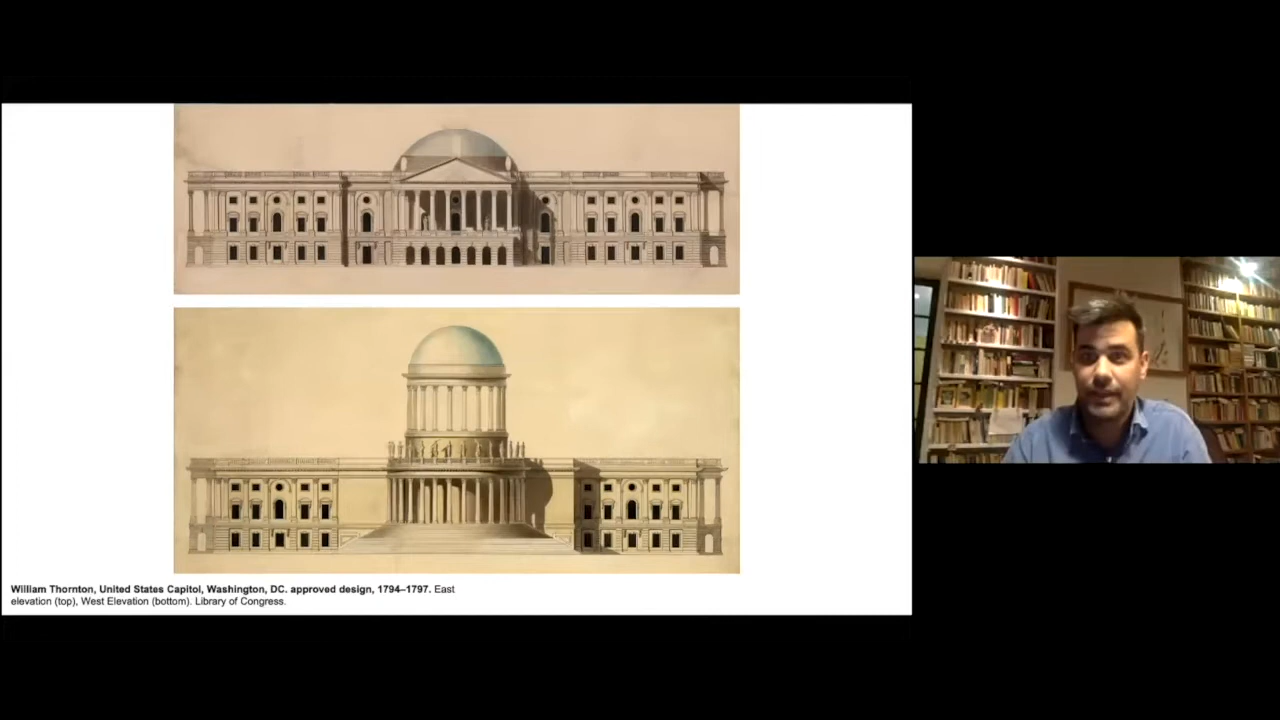 William Thornton, United States Capitol, Washington, DC. approved design, 1794–1797. East
elevation (top), West Elevation (bottom). Library of Congress.